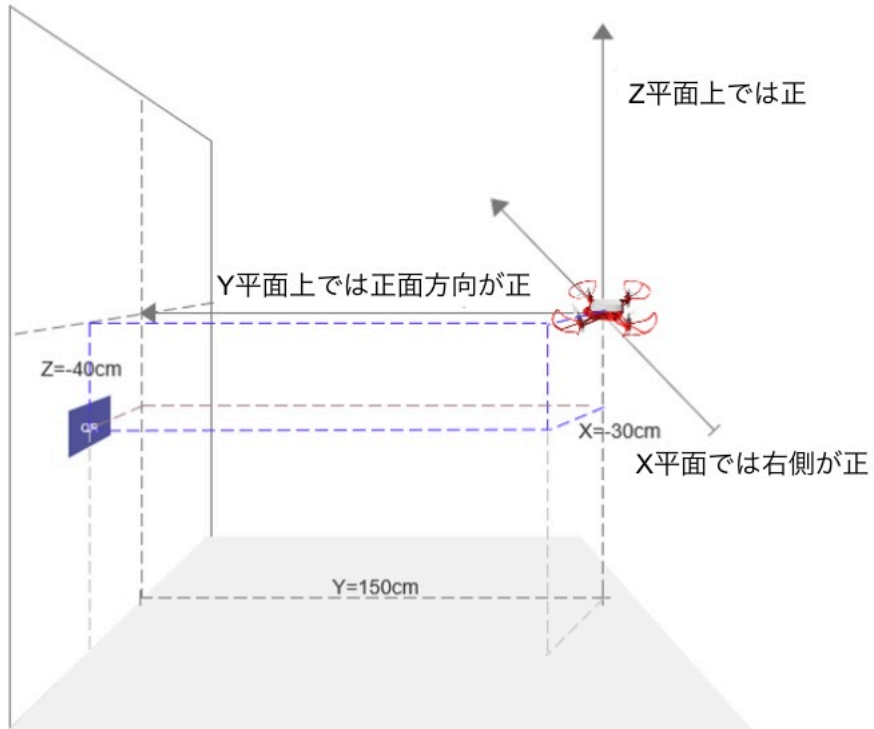 Z平面上では正
Y平面上では正面方向が正
Z=-40cm
QR
X=-30cm
X平面では右側が正
Y=150cm